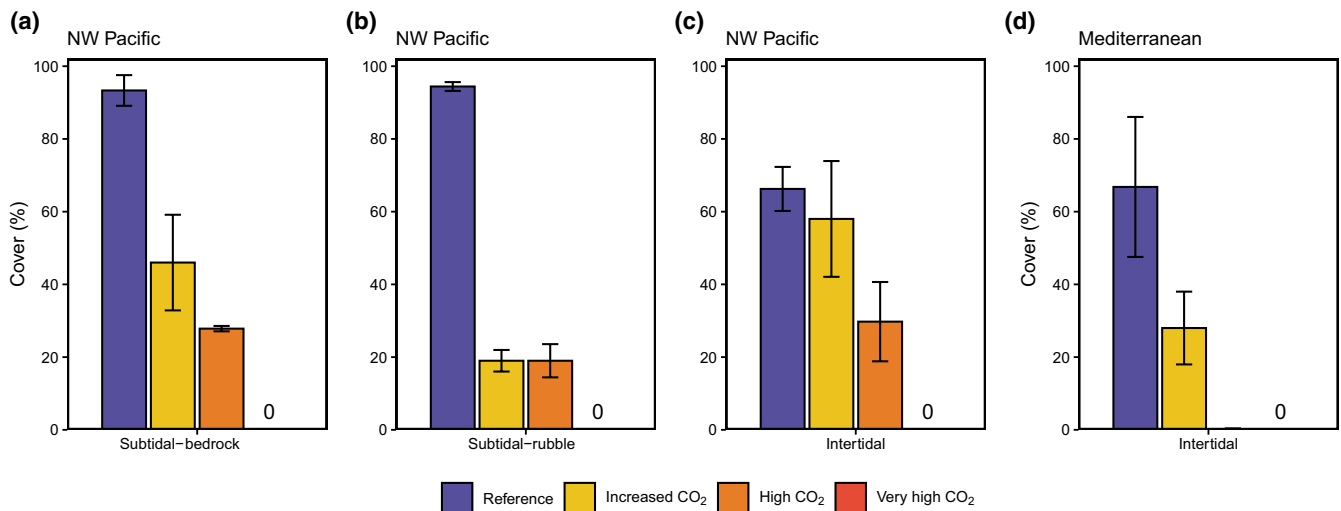 (a)
NW Pacific
Cover (%)
100
80
60
40
20
0
0
Subtidal−bedrock
(b)
NW Pacific
100
80
60
40
20
0
0
Subtidal−rubble
(c)
NW Pacific
100
80
60
40
20
0
0
Intertidal
(d)
Mediterranean
Cover (%)
100
80
60
40
20
0
0
Intertidal
Reference Increased CO₂ High CO₂ Very high CO₂